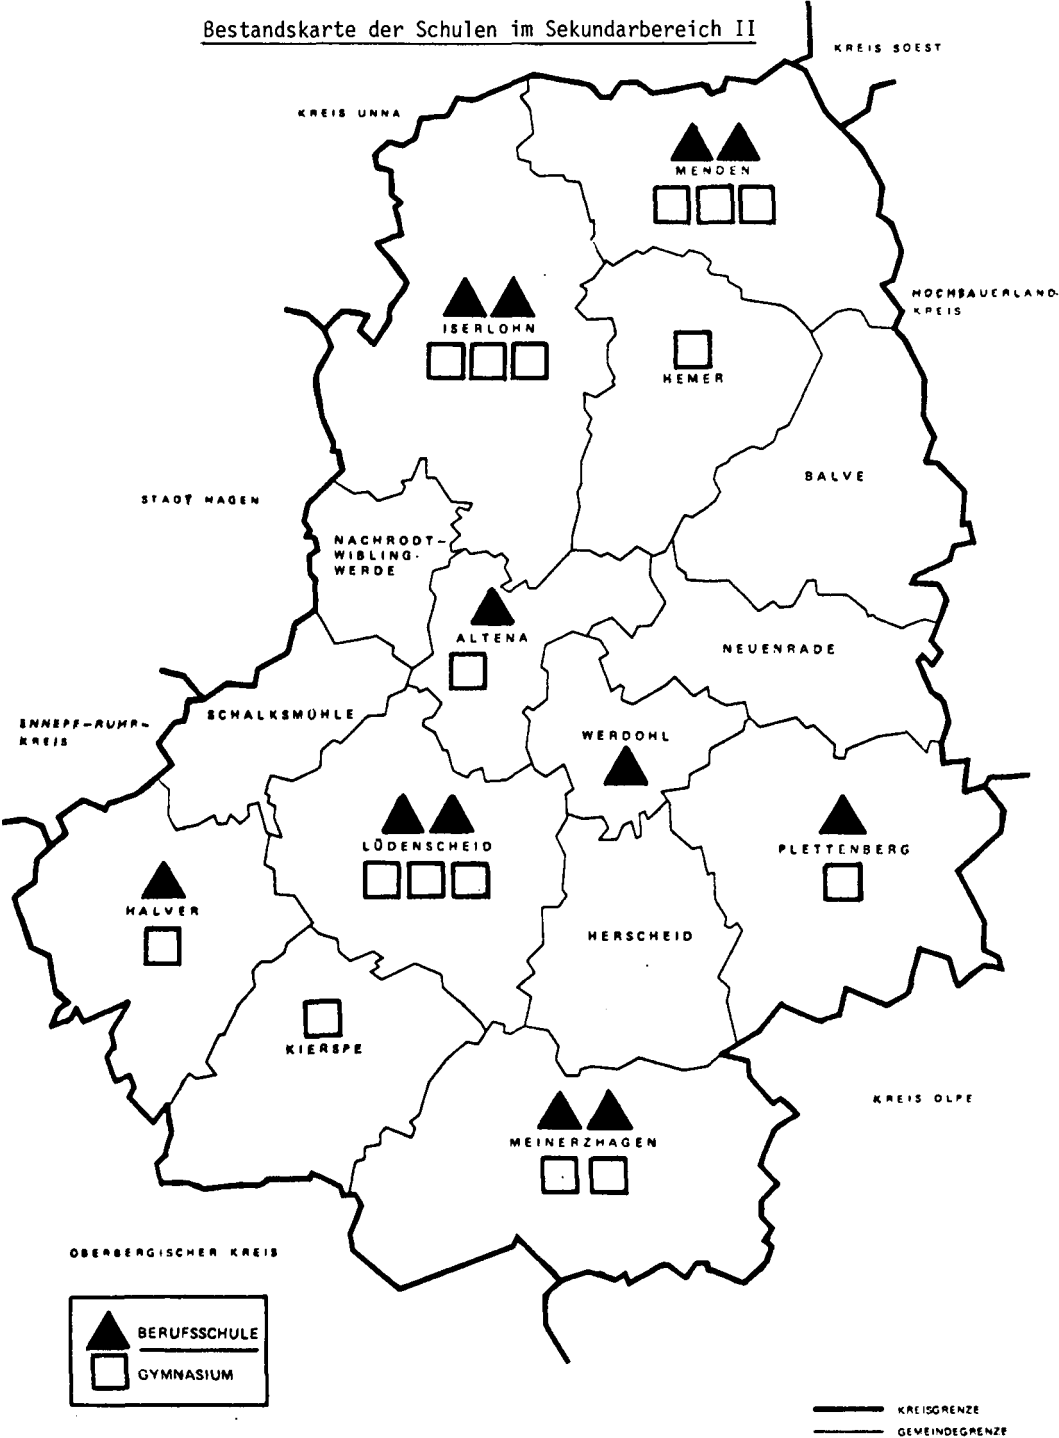 Bestandskarte der Schulen im Sekundarbereich II
KREIS SOEST
KREIS UNNA
MENDEN
HOCHSAUERLAND-
KREIS
ISERLOHN
HEMER
BALVE
STADT HAGEN
NACHRODT-
WIBLING-
WERDE
ALTENA
NEUENRADE
SCHALKSMÜHLE
ENNEPE-RUHR-
KREIS
WERDOHL
LÜDENSCHEID
PLETTENBERG
HALVER
HERSCHEID
KIERSPE
KREIS OLPE
MEINERZHAGEN
OBERBERGISCHER KREIS
BERUFSSCHULE
GYMNASIUM
KREISGRENZE
GEMEINDEGRENZE